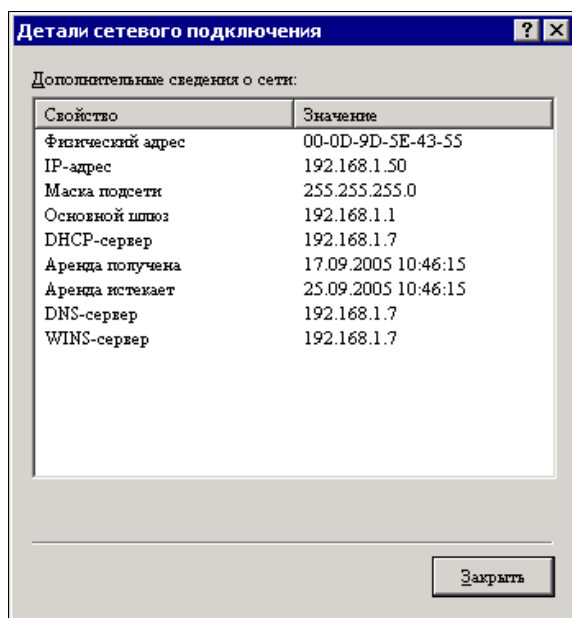 Детали сетевого подключения
Дополнительные сведения о сети:
Свойство Значение
Физический адрес 00-0D-9D-5E-43-55
IP-адрес 192.168.1.50
Маска подсети 255.255.255.0
Основной шлюз 192.168.1.1
DHCP-сервер 192.168.1.7
Аренда получена 17.09.2005 10:46:15
Аренда истекает 25.09.2005 10:46:15
DNS-сервер 192.168.1.7
WINS-сервер 192.168.1.7
Закрыть